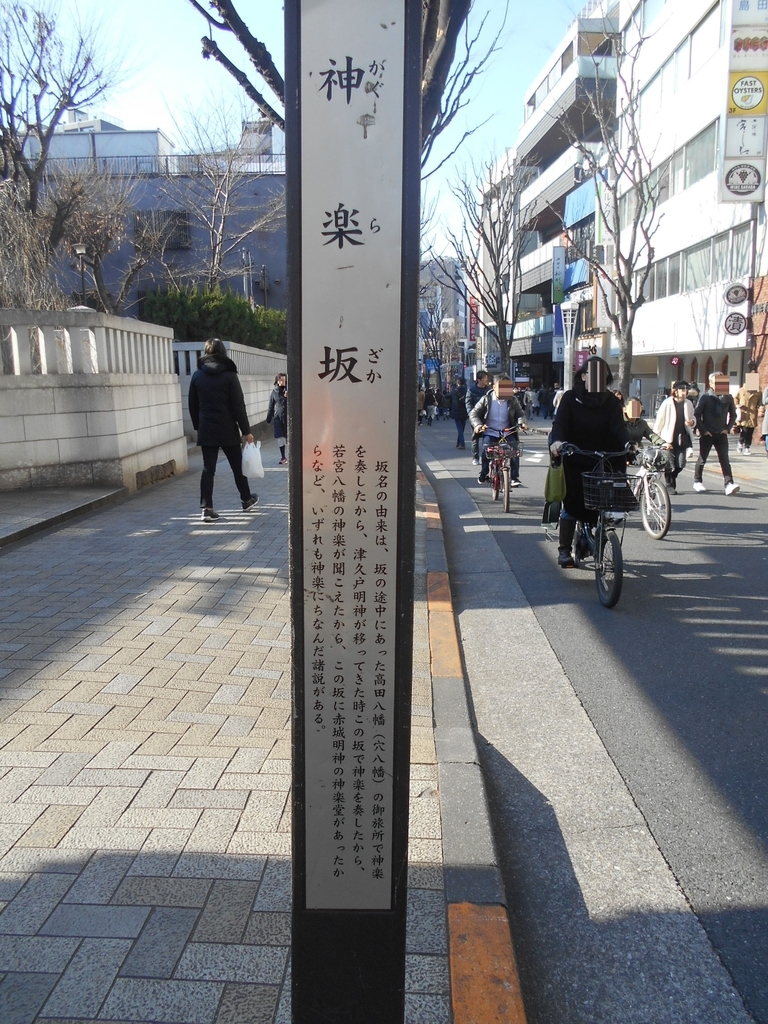 神楽坂
がぐらざか
坂名の由来は、坂の途中にあった高田八幡（穴八幡）の御旅所で神楽
を奏したから、津久戸明神が移ってきた時この坂で神楽を奏したから、
若宮八幡の神楽が聞こえたから、この坂に赤城明神の神楽堂があったか
らなど、いずれも神楽にちなんだ諸説がある。
島田
FAST
OYSTERS
3F